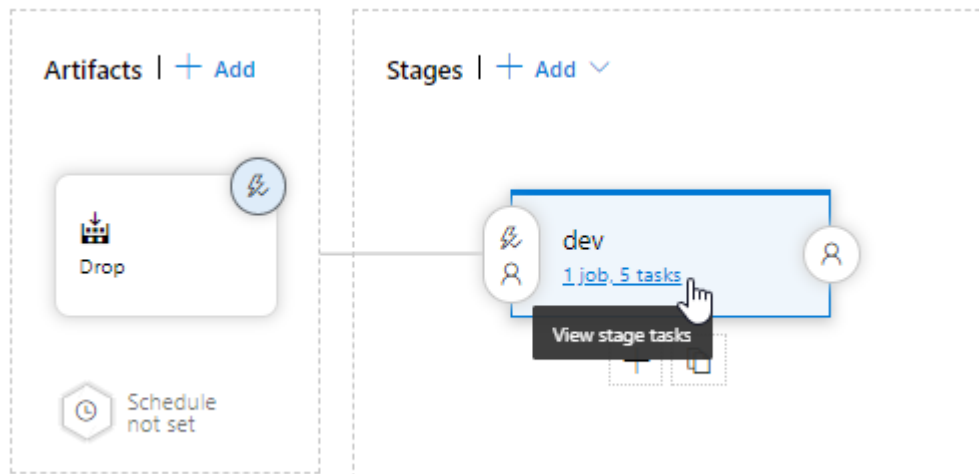 Artifacts | + Add
Stages | + Add
Drop
dev
1 job, 5 tasks
View stage tasks
Schedule
not set